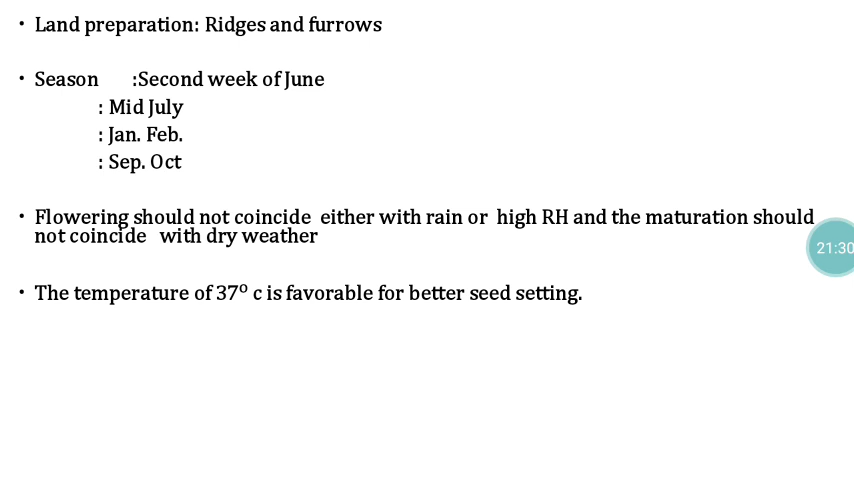 • Land preparation: Ridges and furrows
• Season :Second week of June
: Mid July
: Jan. Feb.
: Sep. Oct
• Flowering should not coincide either with rain or high RH and the maturation should
not coincide with dry weather
21:30
• The temperature of 37⁰ c is favorable for better seed setting.